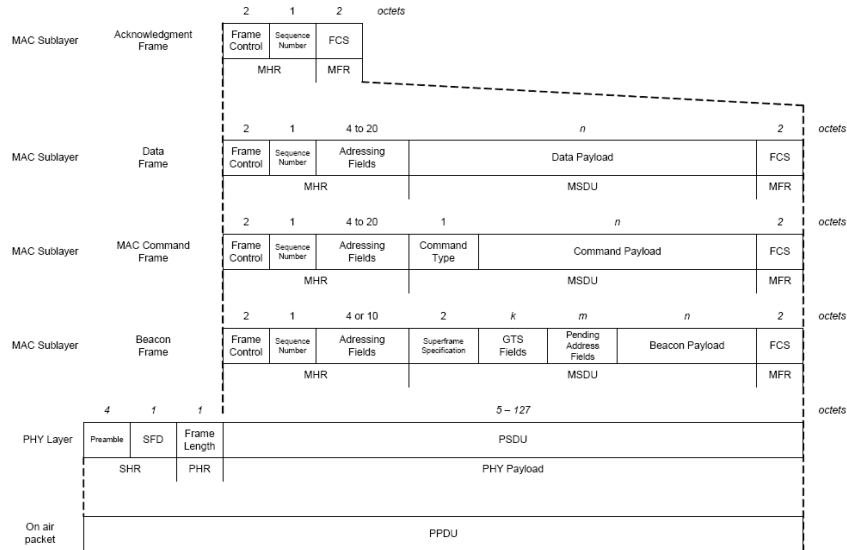 2 1 2 octets
MAC Sublayer Acknowledgment Frame Frame Control Sequence Number FCS
MHR MFR
2 1 4 to 20 n 2 octets
MAC Sublayer Data Frame Frame Control Sequence Number Adressing Fields Data Payload FCS
MHR MSDU MFR
2 1 4 to 20 1 n 2 octets
MAC Sublayer MAC Command Frame Frame Control Sequence Number Adressing Fields Command Type Command Payload FCS
MHR MSDU MFR
2 1 4 or 10 2 k m n 2 octets
MAC Sublayer Beacon Frame Frame Control Sequence Number Adressing Fields Superframe Specification GTS Fields Pending Address Fields Beacon Payload FCS
MHR MSDU MFR
4 1 1 5 – 127 octets
PHY Layer Preamble SFD Frame Length PSDU
SHR PHR PHY Payload
On air packet PPDU